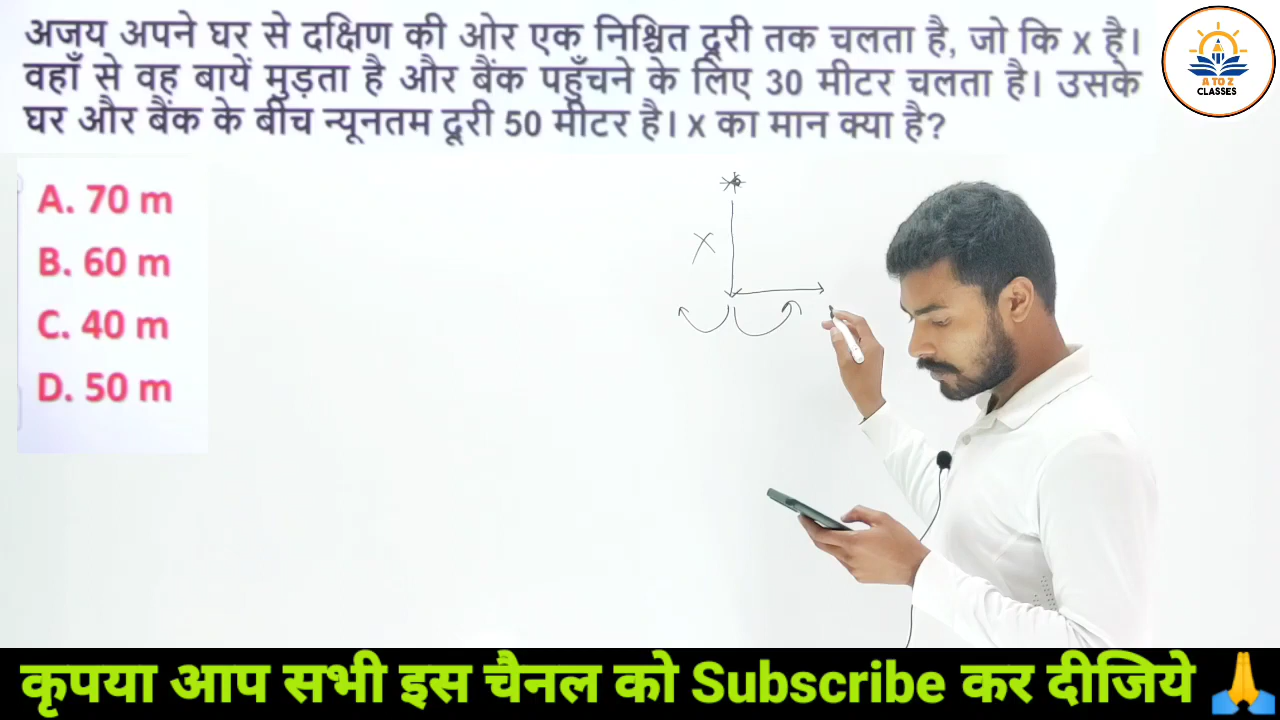 अजय अपने घर से दक्षिण की ओर एक निश्चित दूरी तक चलता है, जो कि x है।
वहाँ से वह बायें मुड़ता है और बैंक पहुँचने के लिए 30 मीटर चलता है। उसके
घर और बैंक के बीच न्यूनतम दूरी 50 मीटर है। x का मान क्या है?
A TO Z
CLASSES
A. 70 m
B. 60 m
C. 40 m
D. 50 m
X
कृपया आप सभी इस चैनल को Subscribe कर दीजिये 🙏